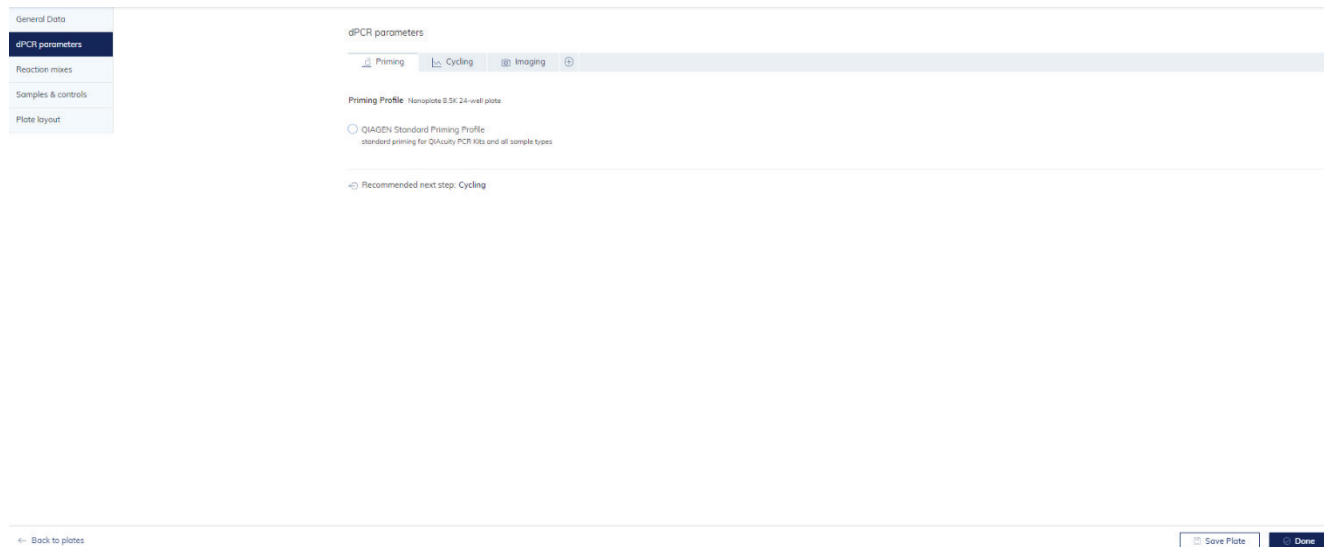 General Data
dPCR parameters
Reaction mixes
Samples & controls
Plate layout
dPCR parameters
Priming Cycling Imaging
Priming Profile Nanoplate 8.5K 24-well plate
QIAGEN Standard Priming Profile
standard priming for QIAcuity PCR Kits and all sample types
Recommended next step: Cycling
← Back to plates
Save Plate Done